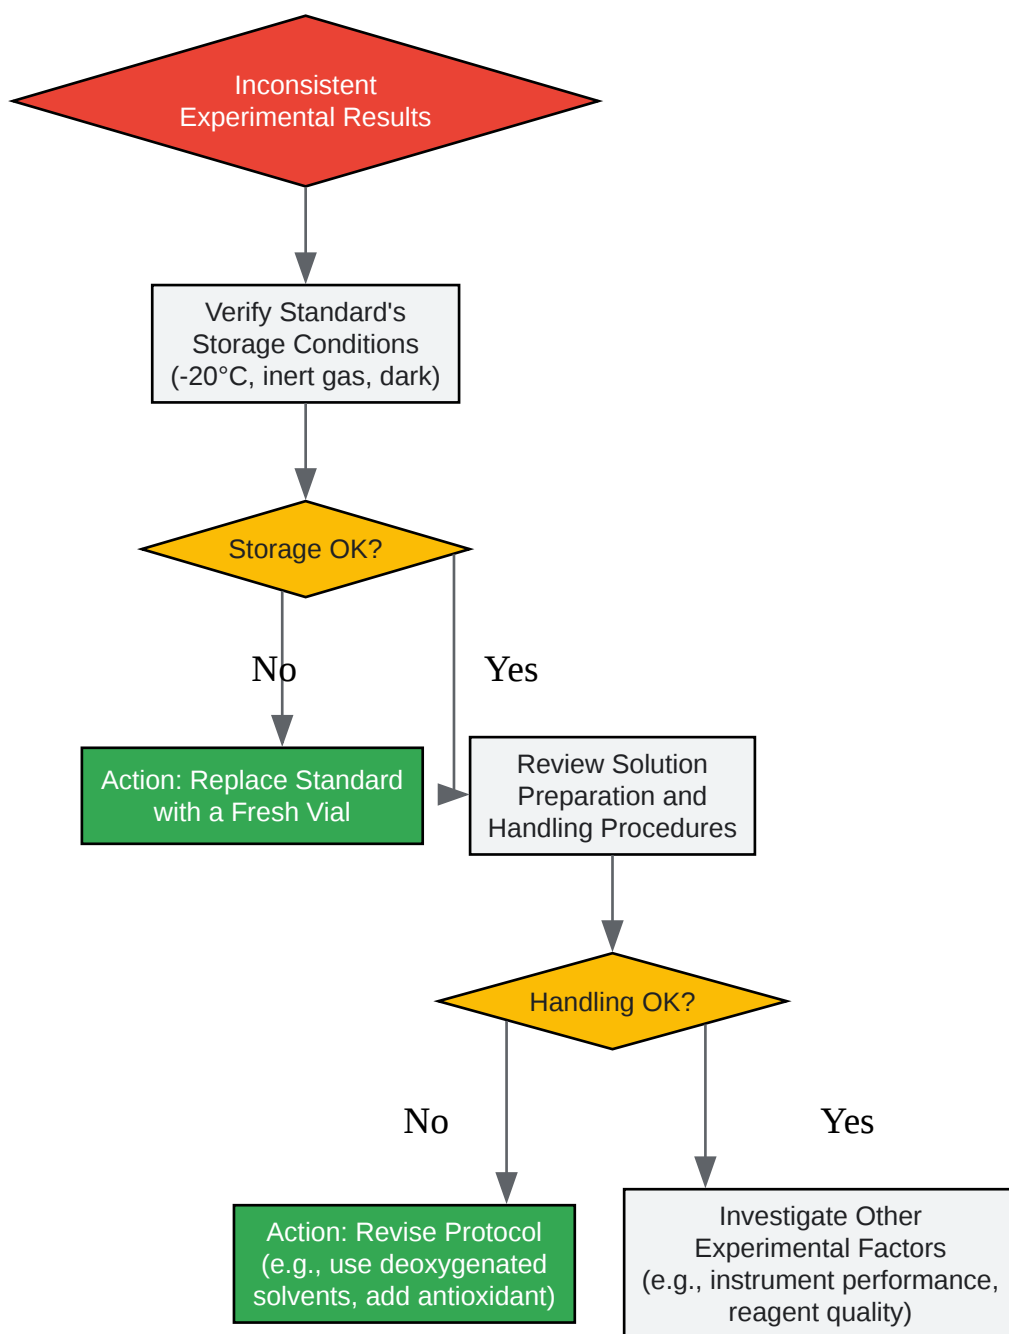 Inconsistent
Experimental Results
Verify Standard's
Storage Conditions
(-20°C, inert gas, dark)
Storage OK?
No
Yes
Action: Replace Standard
with a Fresh Vial
Review Solution
Preparation and
Handling Procedures
Handling OK?
No
Yes
Action: Revise Protocol
(e.g., use deoxygenated
solvents, add antioxidant)
Investigate Other
Experimental Factors
(e.g., instrument performance,
reagent quality)